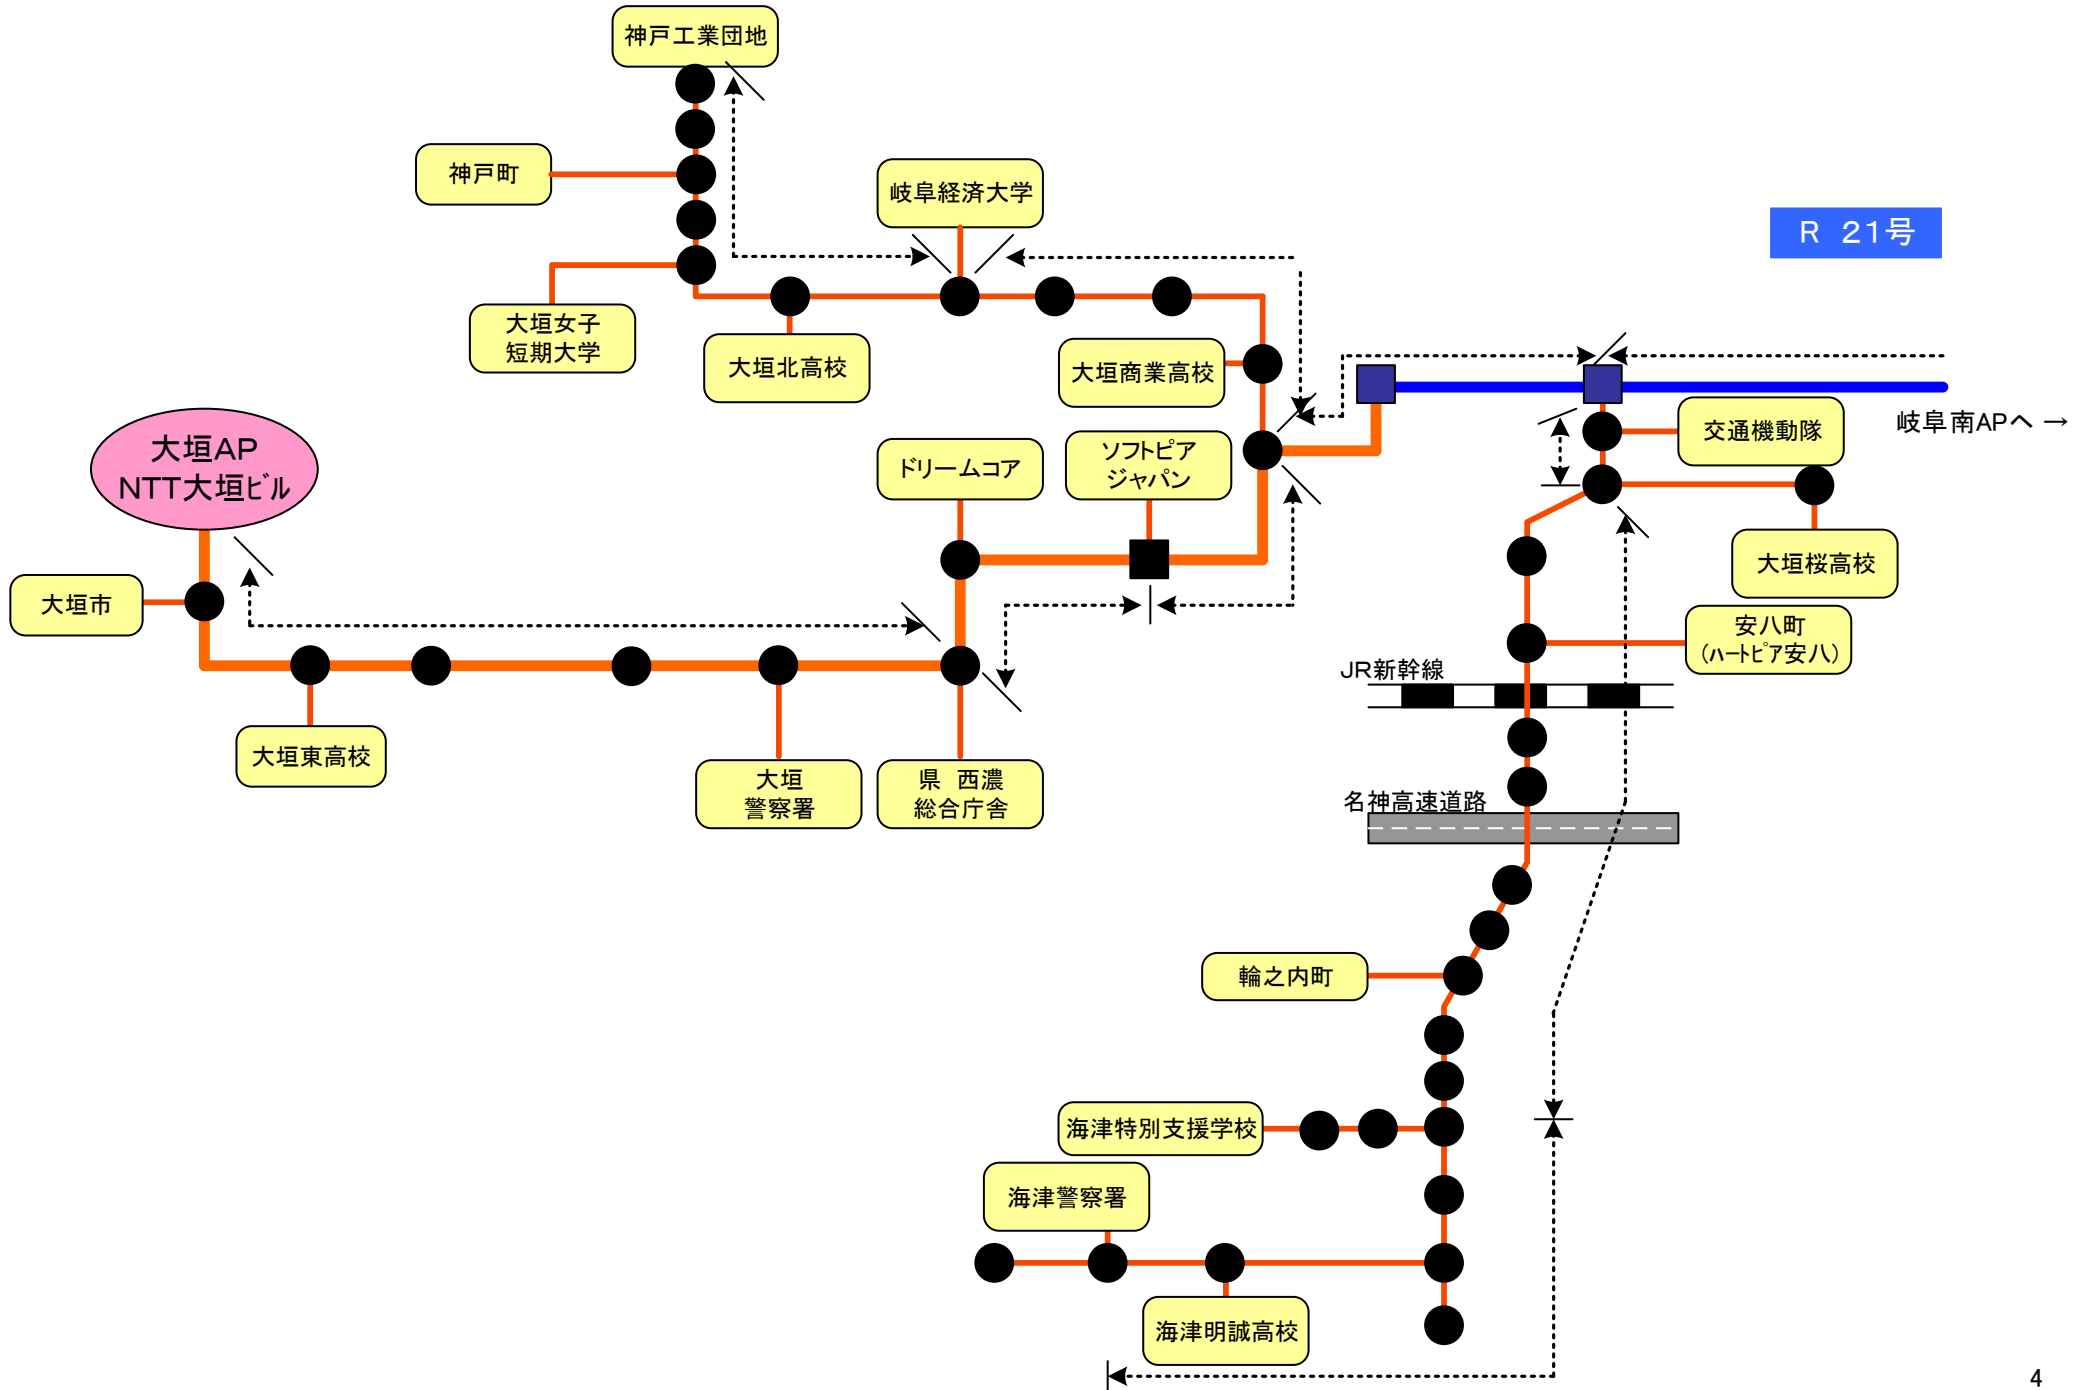 神戸工業団地
神戸町
岐阜経済大学
R 21号
大垣女子
短期大学
大垣北高校
大垣商業高校
岐阜南APへ →
交通機動隊
大垣AP
NTT大垣ビル
ドリームコア
ソフトピア
ジャパン
大垣桜高校
大垣市
安八町
（ハートピア安八）
JR新幹線
大垣東高校
大垣
警察署
県 西濃
総合庁舎
名神高速道路
輪之内町
海津特別支援学校
海津警察署
海津明誠高校
4